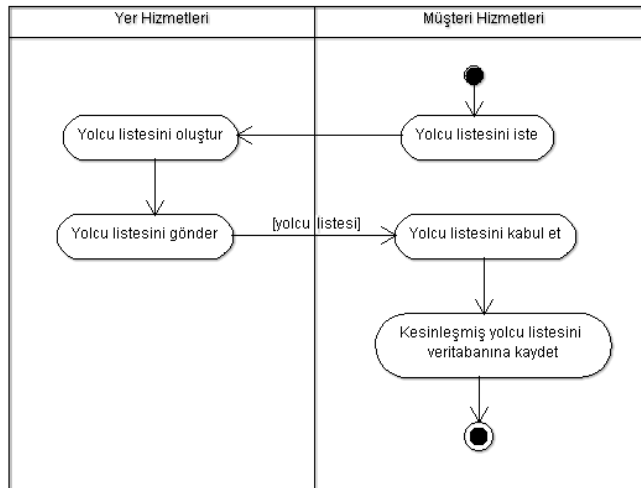 Yer Hizmetleri
Müşteri Hizmetleri
Yolcu listesini iste
Yolcu listesini oluştur
Yolcu listesini gönder
[yolcu listesi]
Yolcu listesini kabul et
Kesinleşmiş yolcu listesini
veritabanına kaydet